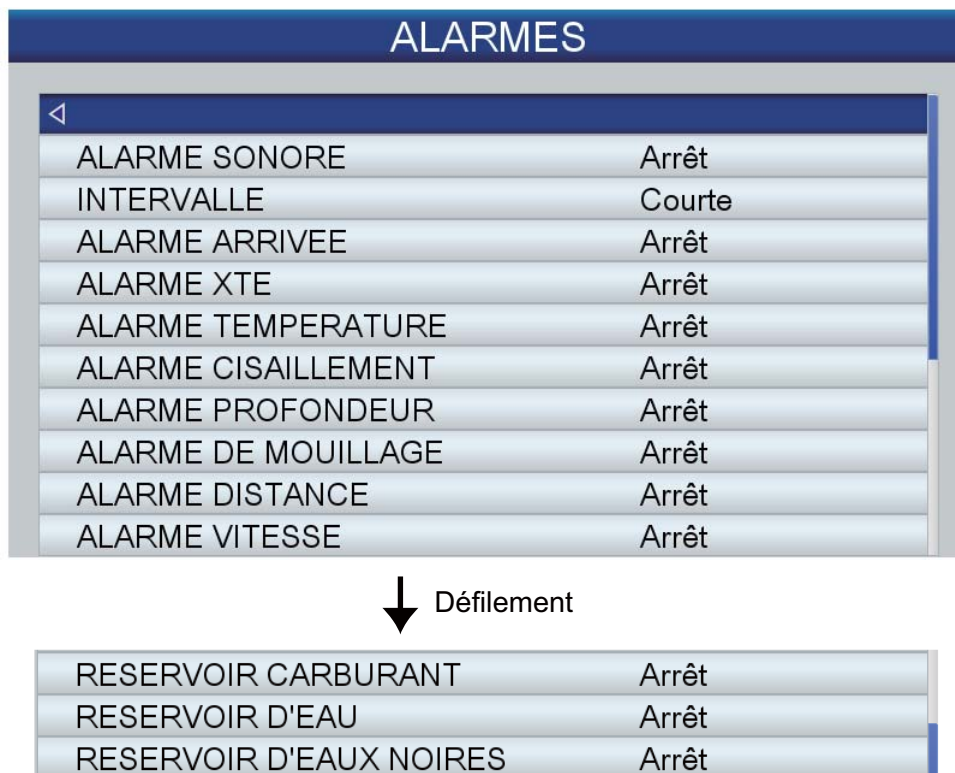 ALARMES
ALARME SONORE Arrêt
INTERVALLE Courte
ALARME ARRIVEE Arrêt
ALARME XTE Arrêt
ALARME TEMPERATURE Arrêt
ALARME CISAILLEMENT Arrêt
ALARME PROFONDEUR Arrêt
ALARME DE MOUILLAGE Arrêt
ALARME DISTANCE Arrêt
ALARME VITESSE Arrêt
Défilement
RESERVOIR CARBURANT Arrêt
RESERVOIR D'EAU Arrêt
RESERVOIR D'EAUX NOIRES Arrêt